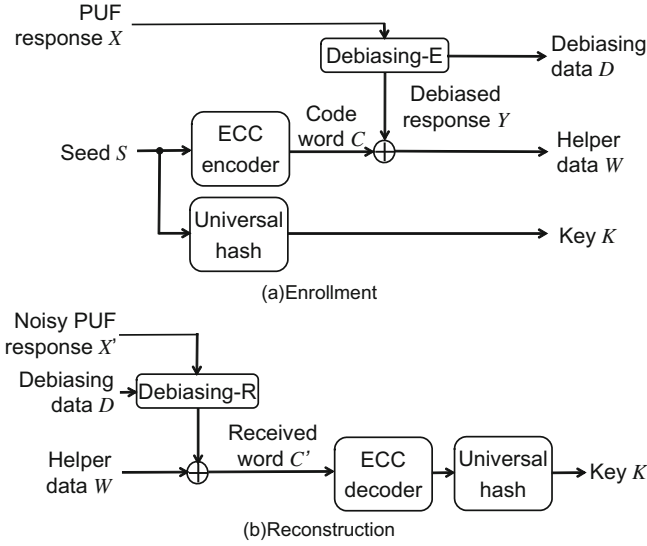 PUF
response X
Debiasing-E
Debiasing
data D
Debiased
response Y
Code
word C
Seed S
ECC
encoder
Helper
data W
Universal
hash
Key K
(a)Enrollment
Noisy PUF
response X'
Debiasing
data D
Debiasing-R
Helper
data W
Received
word C'
ECC
decoder
Universal
hash
Key K
(b)Reconstruction